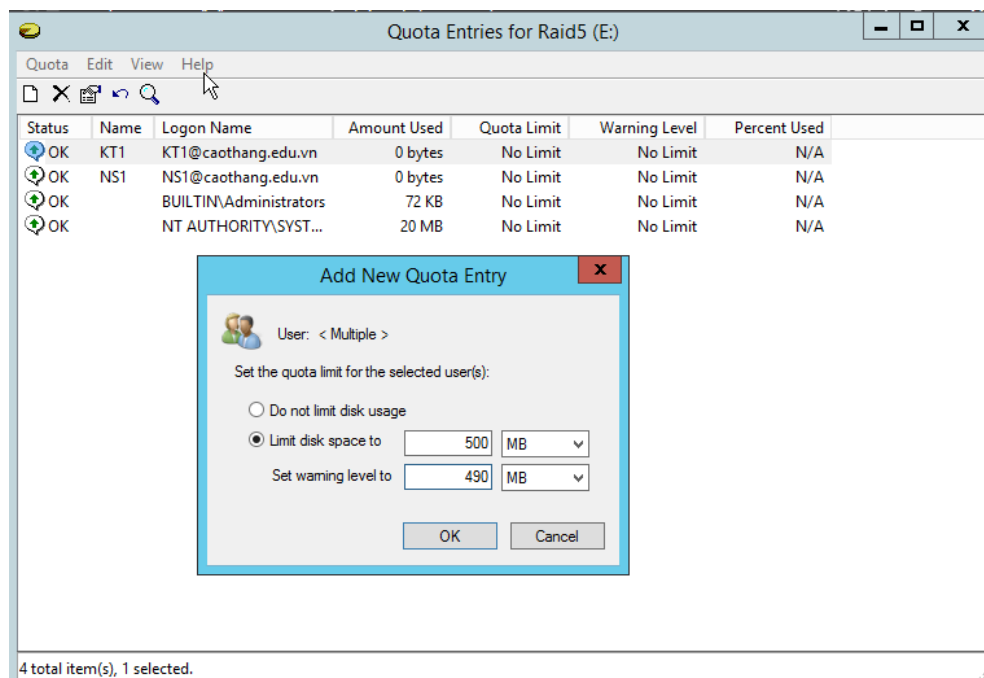 Quota Entries for Raid5 (E:)
Quota Edit View Help
Status Name Logon Name Amount Used Quota Limit Warning Level Percent Used
OK KT1 KT1@caothang.edu.vn 0 bytes No Limit No Limit N/A
OK NS1 NS1@caothang.edu.vn 0 bytes No Limit No Limit N/A
OK BUILTIN\Administrators 72 KB No Limit No Limit N/A
OK NT AUTHORITY\SYST... 20 MB No Limit No Limit N/A
Add New Quota Entry
User: < Multiple >
Set the quota limit for the selected user(s):
Do not limit disk usage
Limit disk space to 500 MB
Set warning level to 490 MB
OK Cancel
4 total item(s), 1 selected.